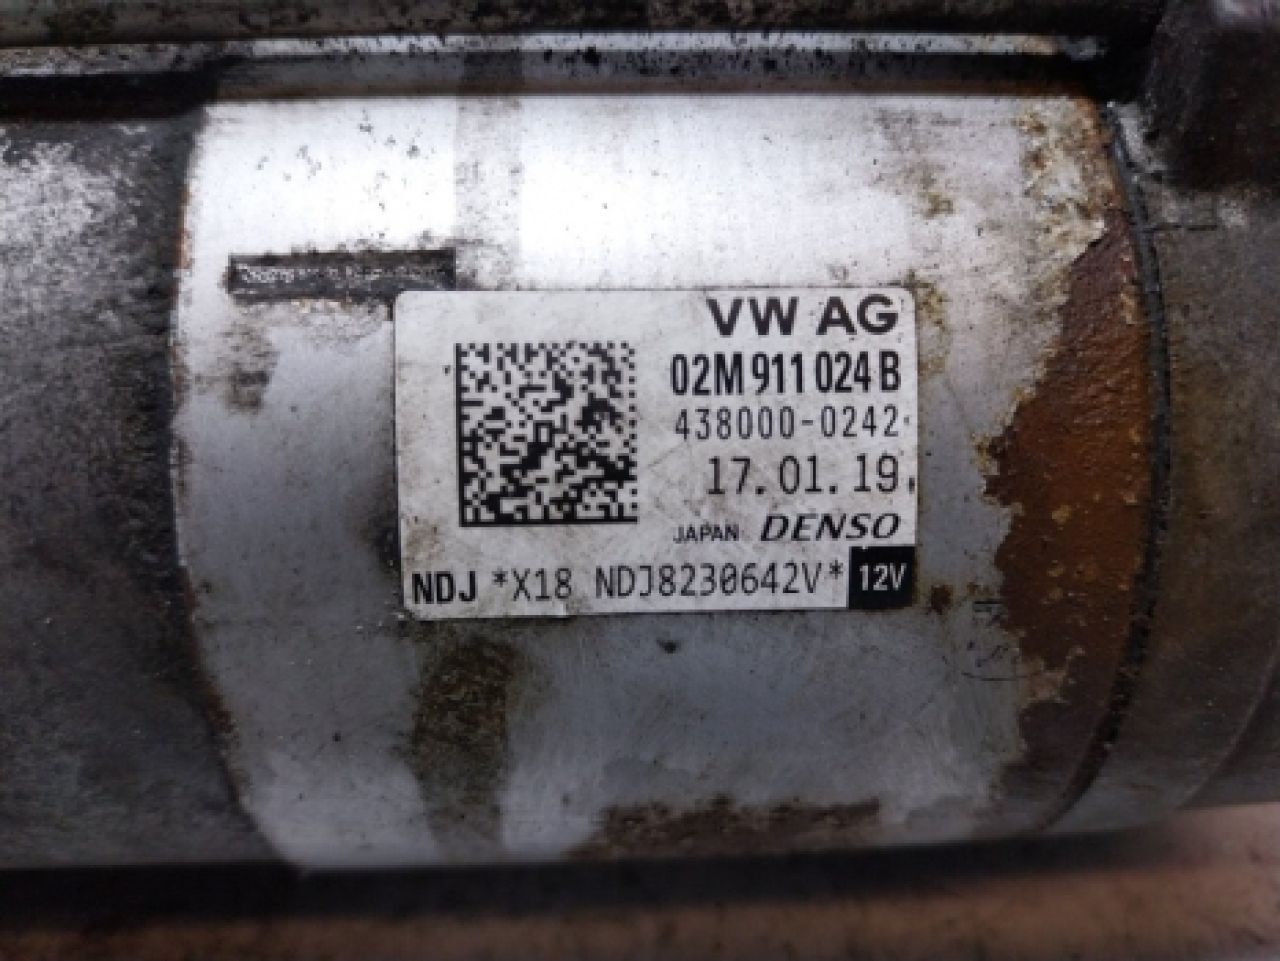 VW AG
02M 911 024 B
438000-0242
17.01.19
JAPAN DENSO
NDJ *X18 NDJ8230642V* 12V